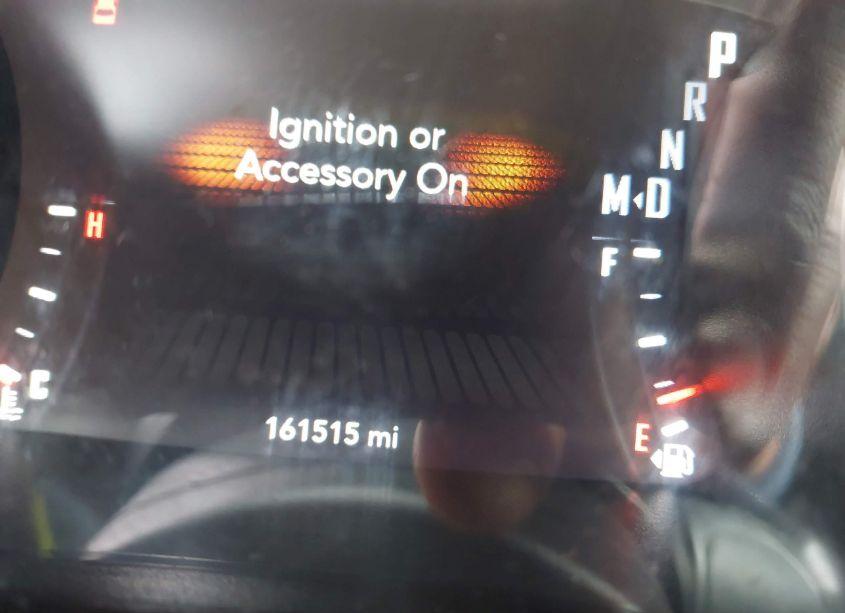 Ignition or
Accessory On
P
R
N
M D
H
F
C
161515 mi
E